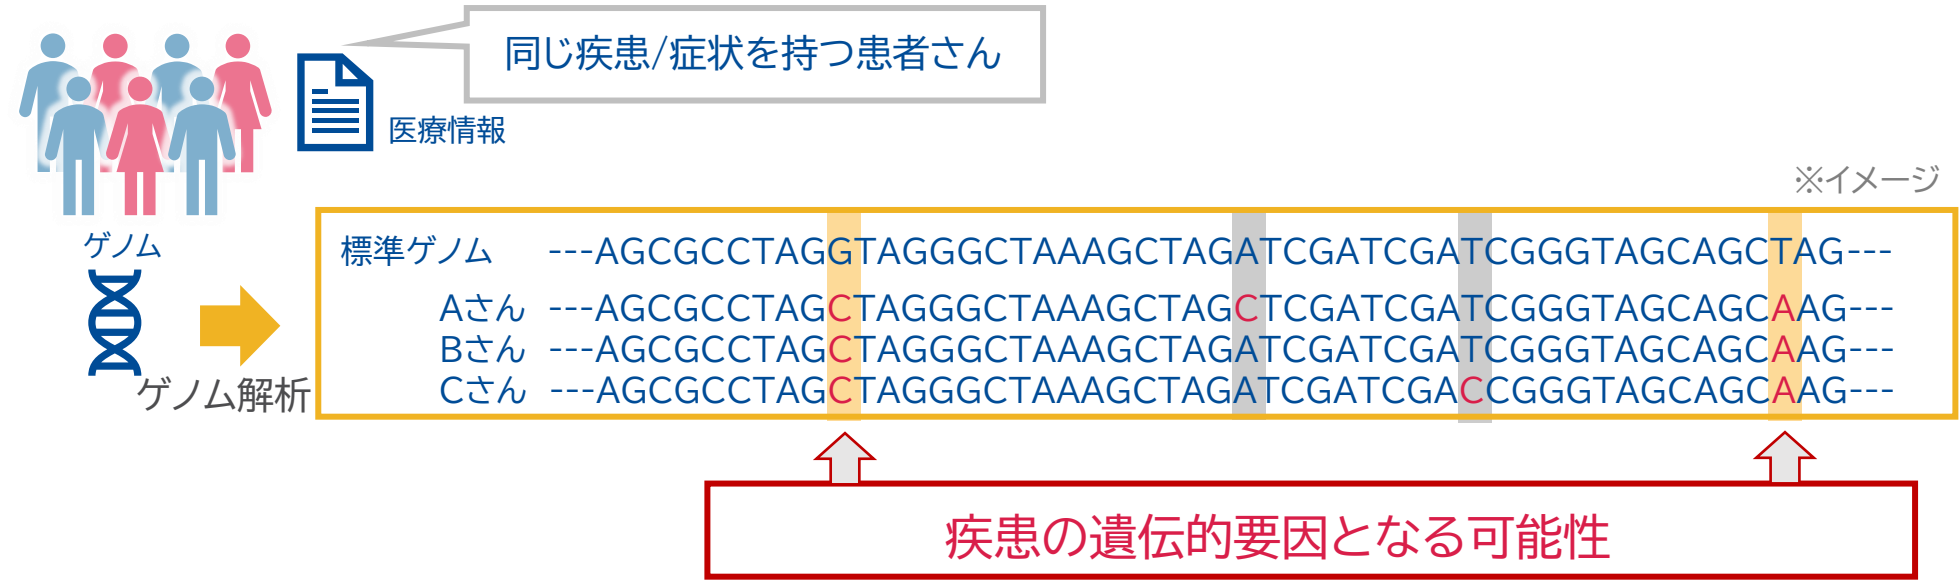 同じ疾患/症状を持つ患者さん
医療情報
※イメージ
ゲノム
標準ゲノム ---AGCGCCTAGGTAGGGCTAAAGCTAGATCGATCGATCGGGTAGCAGCTAG---
Aさん ---AGCGCCTAGCTAGGGCTAAAGCTAGCTCGATCGATCGGGTAGCAGCAAG---
Bさん ---AGCGCCTAGCTAGGGCTAAAGCTAGATCGATCGATCGGGTAGCAGCAAG---
Cさん ---AGCGCCTAGCTAGGGCTAAAGCTAGATCGATCGACCGGGTAGCAGCAAG---
ゲノム解析
疾患の遺伝的要因となる可能性